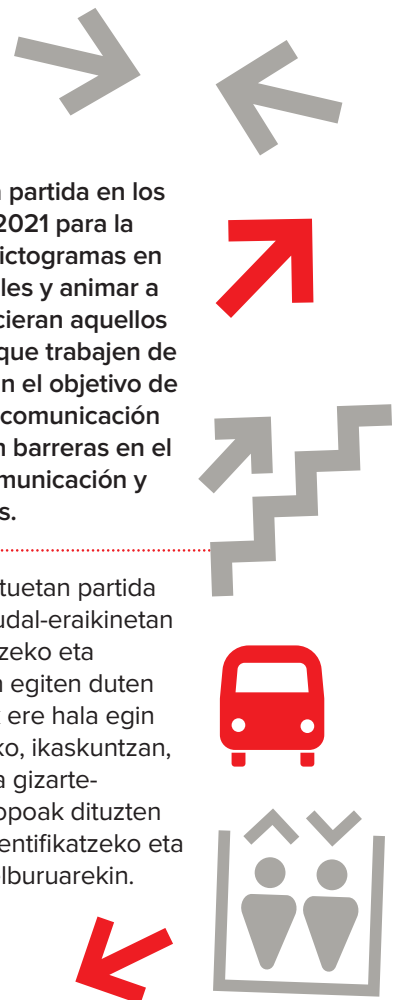 partida en los
2021 para la
ictogramas en
les y animar a
cieran aquellos
que trabajen de
n el objetivo de
comunicación
barreras en el
municación y
s.
tuetan partida
udal-eraikinetan
tzeko eta
egiten duten
ere hala egin
ko, ikaskuntzan,
a gizarte-
opoak dituzten
entifikatzeko eta
lburuarekin.